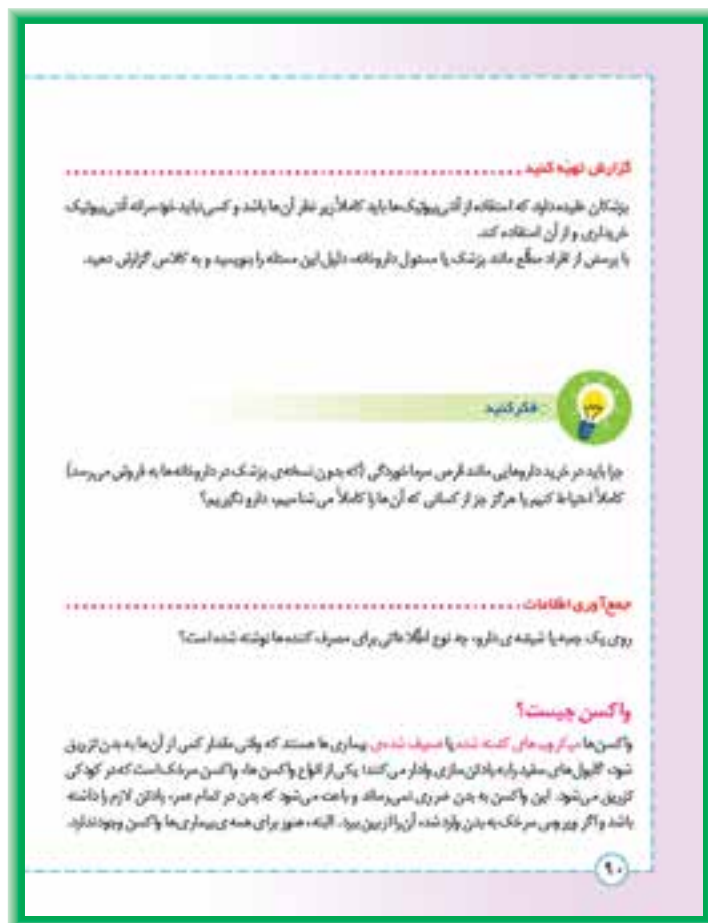 گزارش تهیّه کنید
پزشکان عقیده دارند که استفاده از آنتی‌بیوتیک‌ها باید کاملاً زیر نظر آن‌ها باشد و کسی نباید خودسرانه آنتی‌بیوتیک
خریداری و از آن استفاده کند.
با پرسش از افراد مطّلع مانند پزشک یا مسئول داروخانه، دلیل این مسئله را بنویسید و به کلاس گزارش دهید.
فکر کنید
چرا باید در خرید داروهایی مانند قرص سرماخوردگی (که بدون نسخه‌ی پزشک در داروخانه‌ها به فروش می‌رسد)
کاملاً احتیاط کنیم یا هرگز جز از کسانی که آن‌ها را کاملاً می‌شناسیم، دارو نگیریم؟
جمع‌آوری اطّلاعات
روی یک جعبه یا شیشه‌ی دارو، چه نوع اطّلاعاتی برای مصرف کننده‌ها نوشته شده است؟
واکسن چیست؟
واکسن‌ها میکروب‌های کشته شده یا ضعیف شده‌ی بیماری‌ها هستند که وقتی مقدار کمی از آن‌ها به بدن تزریق
شود، گلبول‌های سفید را به پادتن‌سازی وادار می‌کنند؛ یکی از انواع واکسن‌ها، واکسن سرخک است که در کودکی
تزریق می‌شود. این واکسن به بدن ضرری نمی‌رساند و باعث می‌شود که بدن در تمام عمر، پادتن لازم را داشته
باشد و اگر ویروس سرخک به بدن وارد شد، آن را از بین ببرد. البته، هنوز برای همه‌ی بیماری‌ها واکسن وجود ندارد.
۹۰